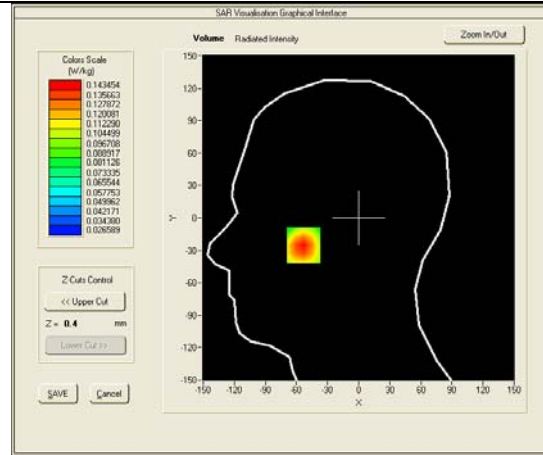 SAR Visualisation Graphical Interface
Volume Radiated Intensity
Zoom In/Out
Colors Scale
(W/kg)
0.143454
0.135663
0.127872
0.120081
0.112290
0.104499
0.096708
0.088917
0.081126
0.073335
0.065544
0.057753
0.049962
0.042171
0.034380
0.026589
Z Cuts Control
<< Upper Cut
Z = 0.4 mm
Lower Cut >>
SAVE
Cancel
150
120
90
60
30
Y 0
-30
-60
-90
-120
-150
-150 -120 -90 -60 -30 0 30 60 90 120 150
X